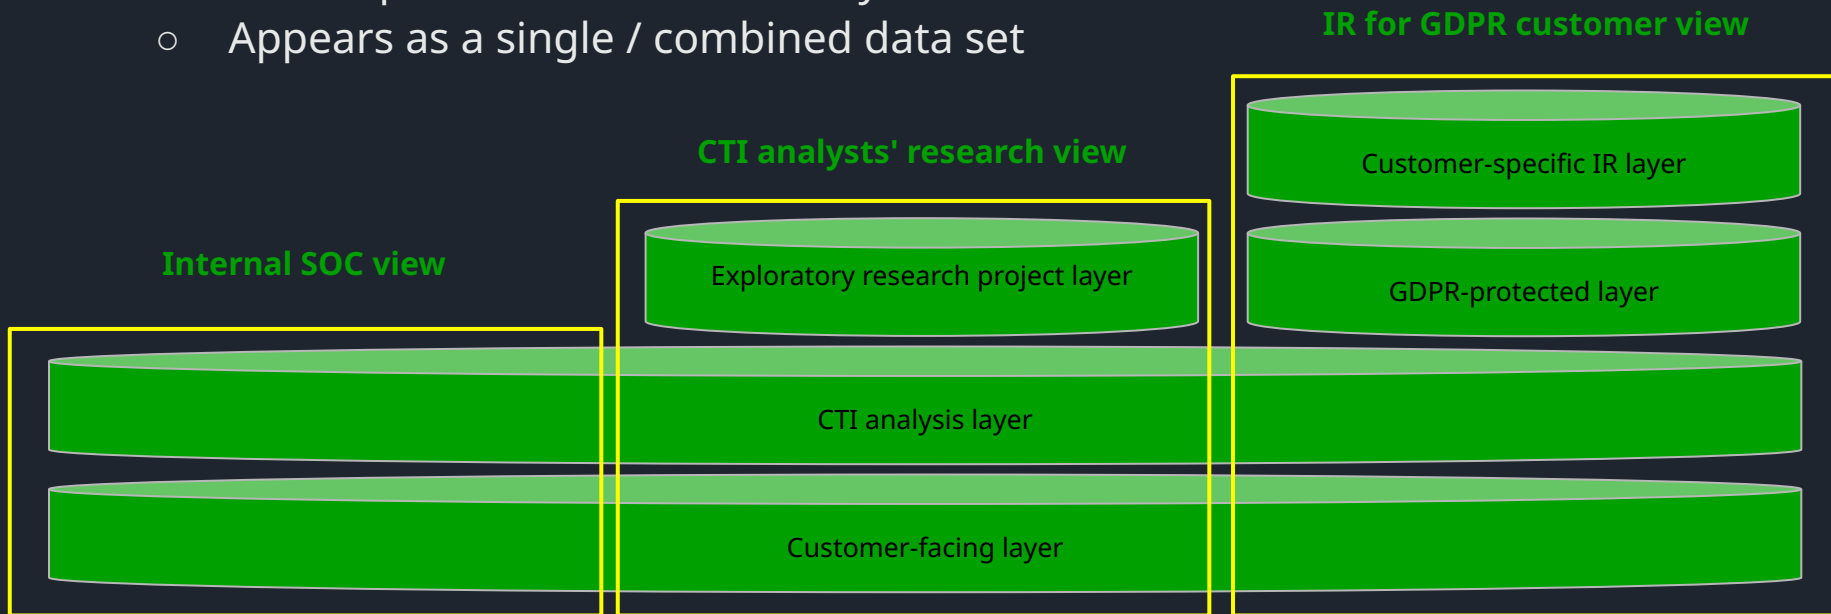 ○ Appears as a single / combined data set
IR for GDPR customer view
Customer-specific IR layer
CTI analysts' research view
GDPR-protected layer
Exploratory research project layer
Internal SOC view
CTI analysis layer
Customer-facing layer